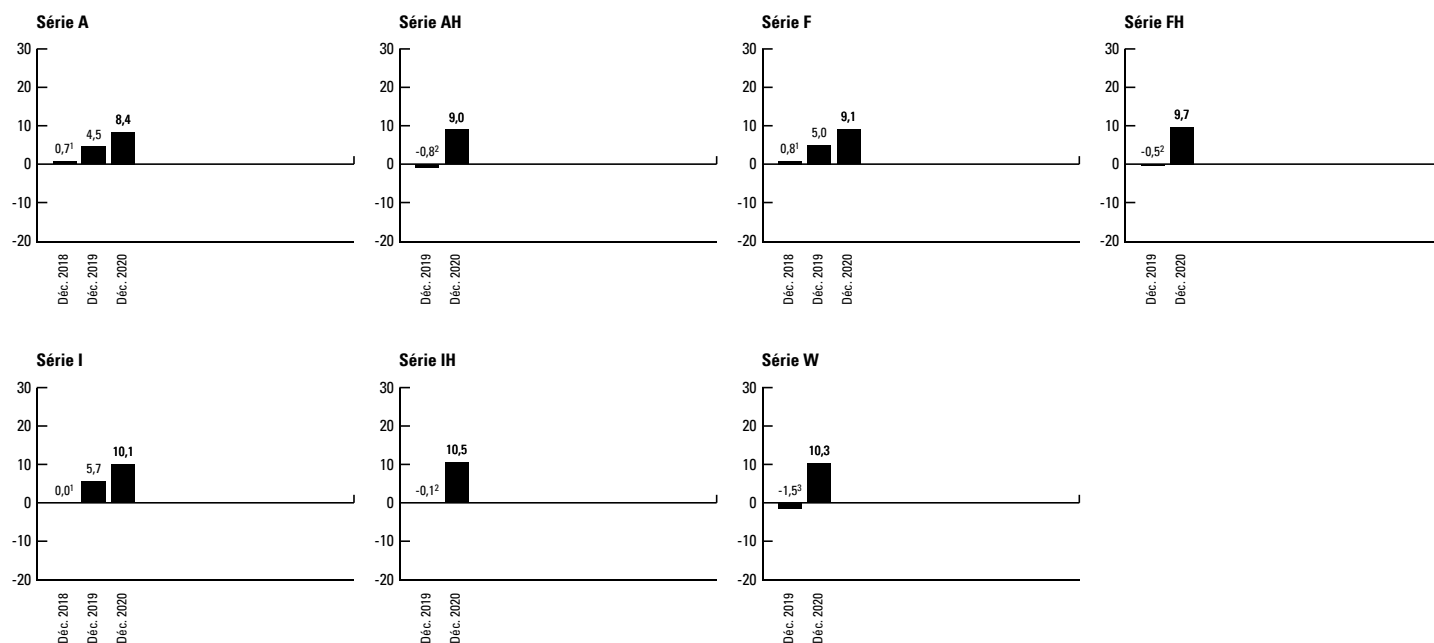 Série A
30
20
10
0
-10
-20
0,7¹
4,5
8,4
Déc. 2018
Déc. 2019
Déc. 2020
Série AH
30
20
10
0
-10
-20
-0,8²
9,0
Déc. 2019
Déc. 2020
Série F
30
20
10
0
-10
-20
0,8¹
5,0
9,1
Déc. 2018
Déc. 2019
Déc. 2020
Série FH
30
20
10
0
-10
-20
-0,5²
9,7
Déc. 2019
Déc. 2020
Série I
30
20
10
0
-10
-20
0,0¹
5,7
10,1
Déc. 2018
Déc. 2019
Déc. 2020
Série IH
30
20
10
0
-10
-20
-0,1²
10,5
Déc. 2019
Déc. 2020
Série W
30
20
10
0
-10
-20
-1,5³
10,3
Déc. 2019
Déc. 2020